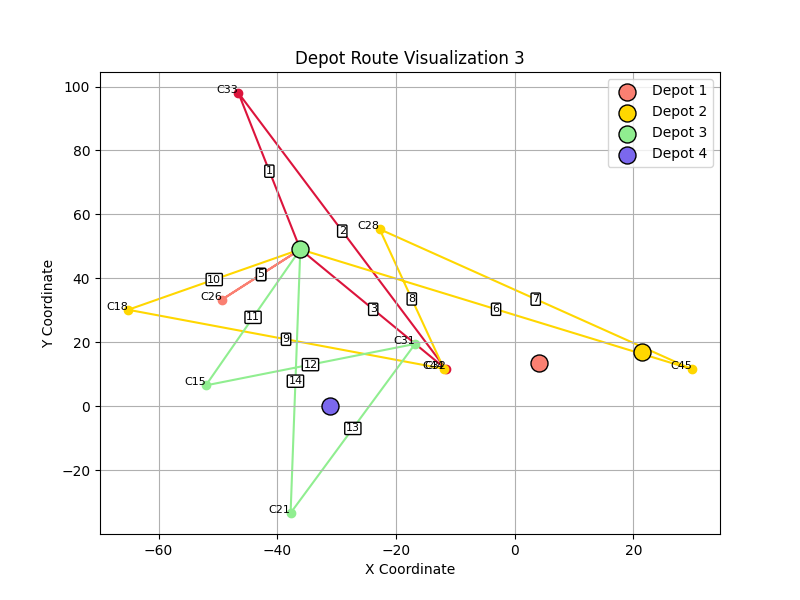 Depot Route Visualization 3
Y Coordinate
X Coordinate
100
80
60
40
20
0
−20
−60
−40
−20
0
20
Depot 1
Depot 2
Depot 3
Depot 4
C33
C28
C26
C18
C31
C45
C15
C21
1
2
3
5
6
7
8
9
10
11
12
13
14